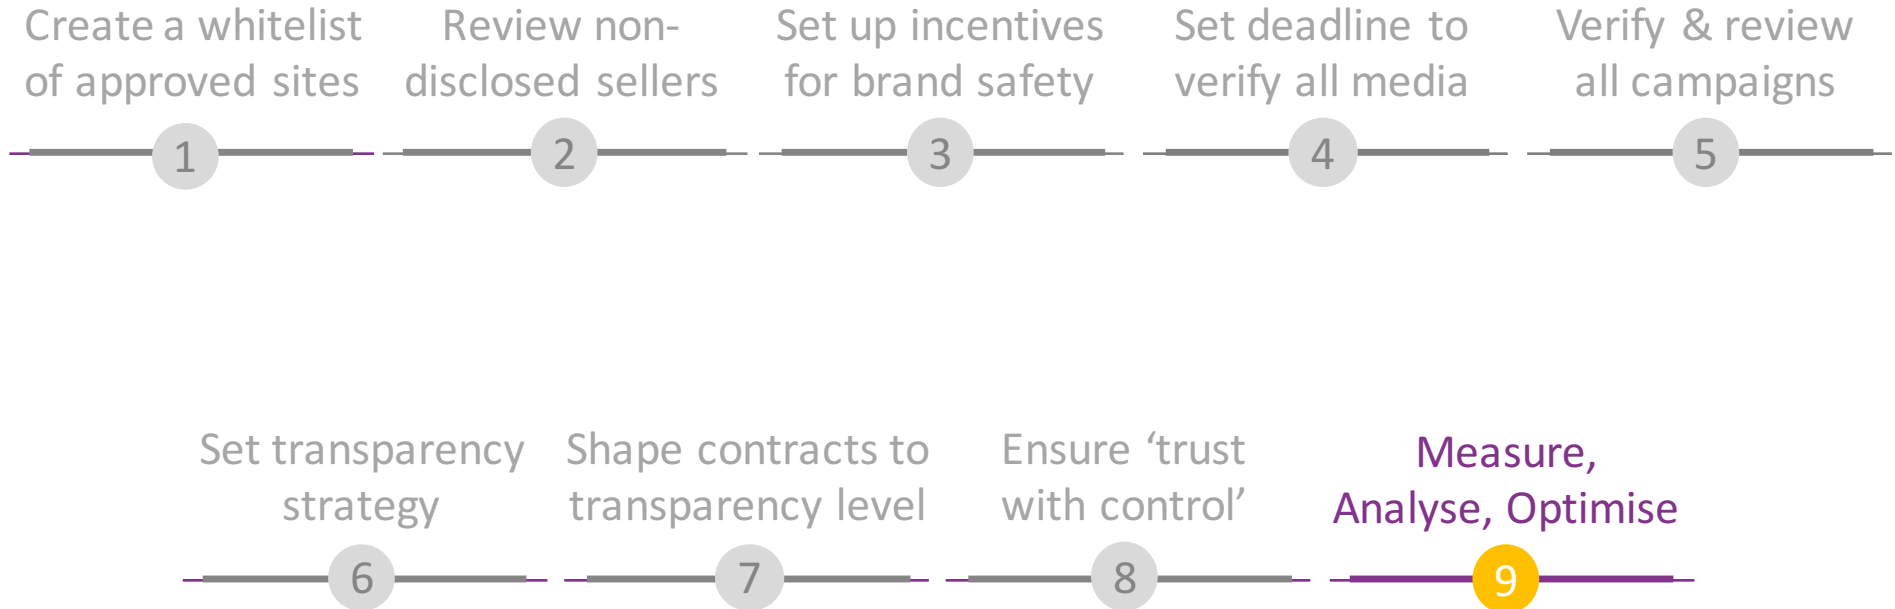 Create a whitelist
of approved sites
1
Review non-
disclosed sellers
2
Set up incentives
for brand safety
3
Set deadline to
verify all media
4
Verify & review
all campaigns
5
Set transparency
strategy
6
Shape contracts to
transparency level
7
Ensure ‘trust
with control’
8
Measure,
Analyse, Optimise
9